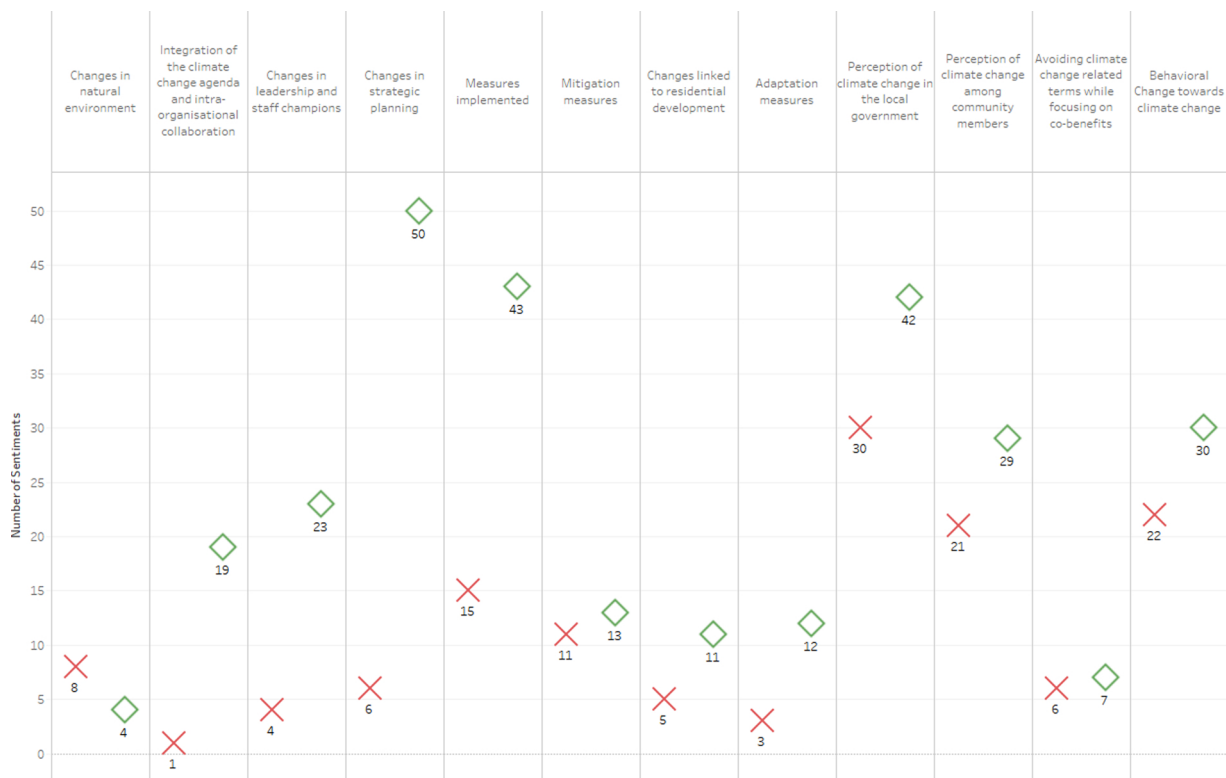 Changes in
natural
environment
Integration of
the climate
change agenda
and intra-
organisational
collaboration
Changes in
leadership and
staff champions
Changes in
strategic
planning
Measures
implemented
Mitigation
measures
Changes linked
to residential
development
Adaptation
measures
Perception of
climate change in
the local
government
Perception of
climate change
among
community
members
Avoiding climate
change related
terms while
focusing on
co-benefits
Behavioral
Change towards
climate change
Number of Sentiments
50
45
40
35
30
25
20
15
10
5
0
8
4
1
19
4
23
6
50
15
43
11
13
5
11
3
12
30
42
21
29
6
7
22
30